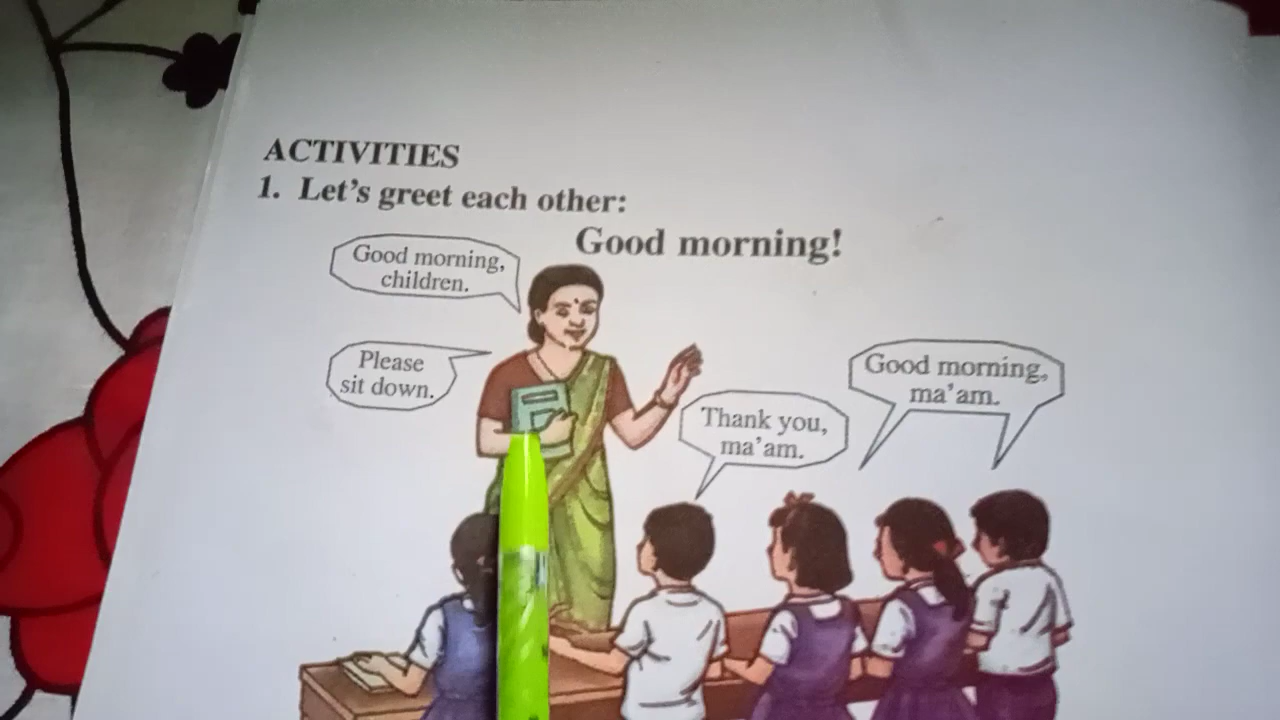 ACTIVITIES
1. Let's greet each other:
Good morning!
Good morning,
children.
Please
sit down.
Thank you,
ma'am.
Good morning,
ma'am.